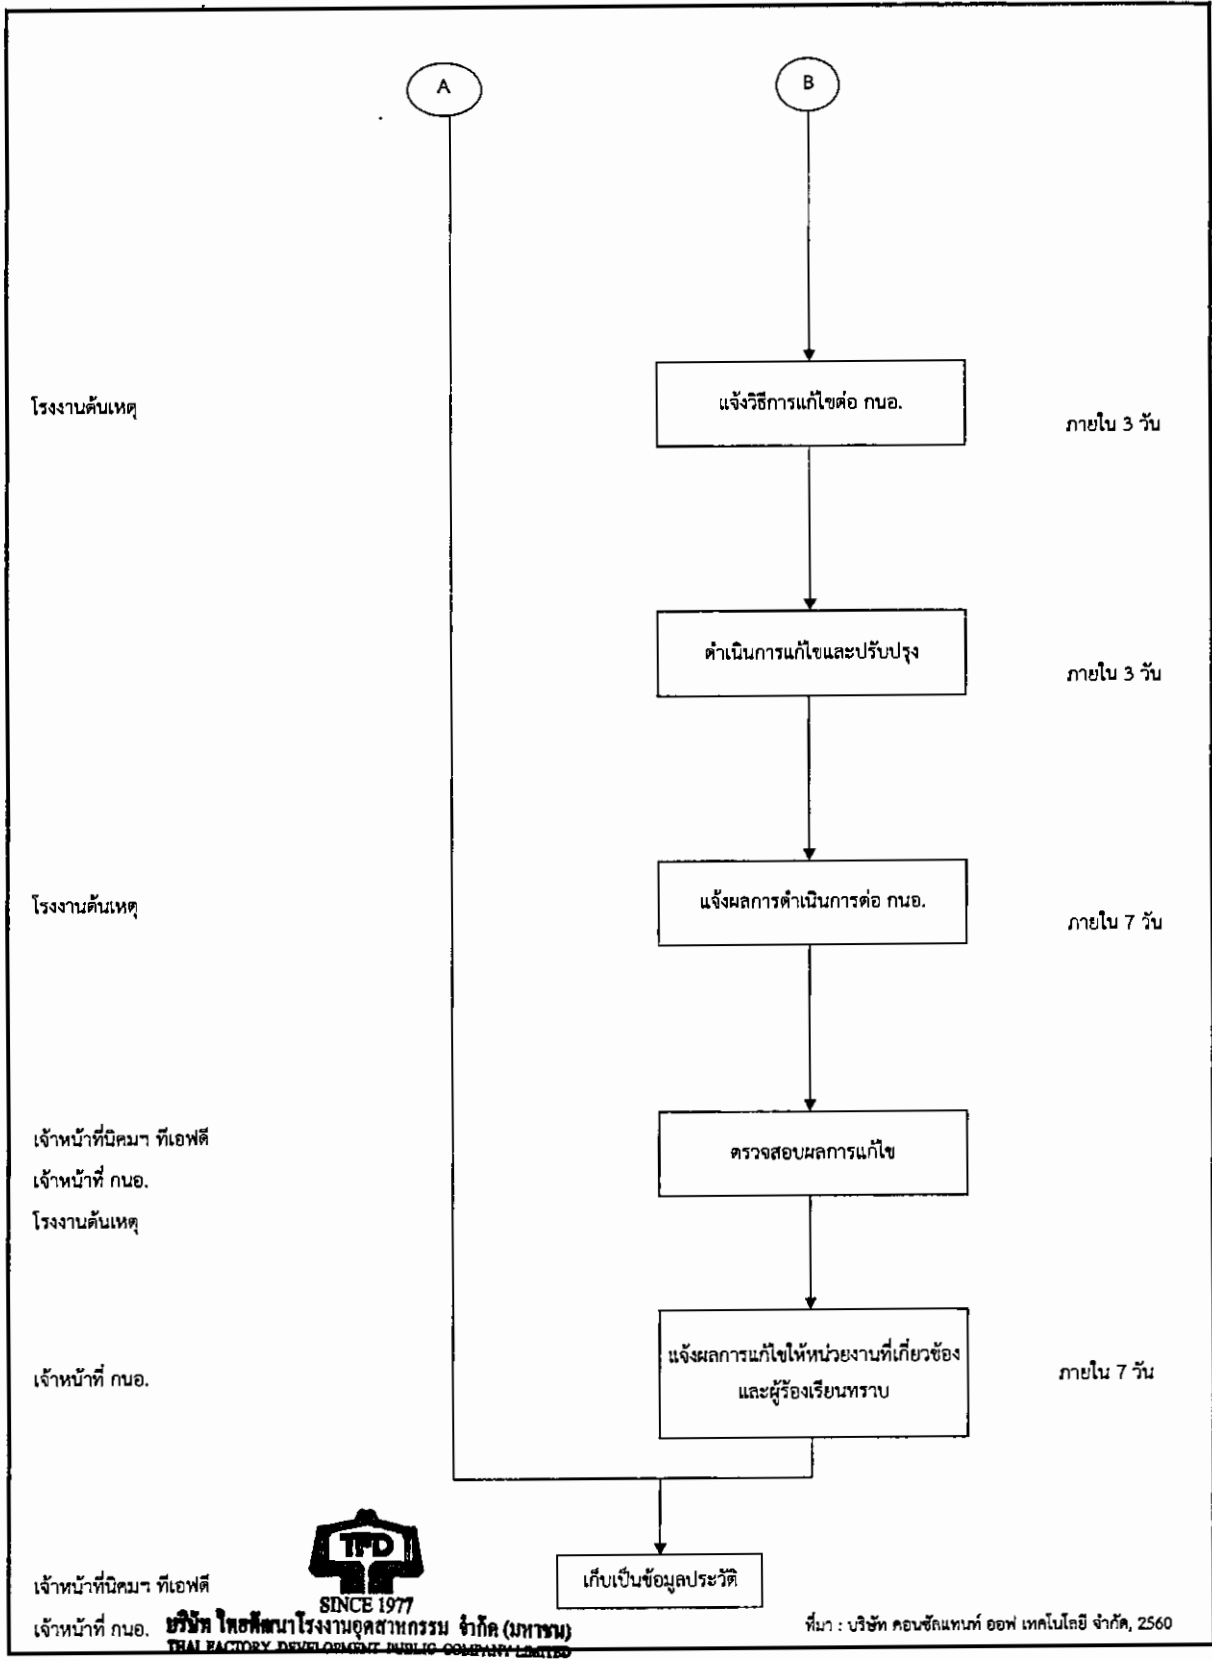 A
B
โรงงานต้นเหตุ
แจ้งวิธีการแก้ไขต่อ กนอ.
ภายใน 3 วัน
ดำเนินการแก้ไขและปรับปรุง
ภายใน 3 วัน
โรงงานต้นเหตุ
แจ้งผลการดำเนินการต่อ กนอ.
ภายใน 7 วัน
เจ้าหน้าที่นิคมฯ ทีเอฟดี
เจ้าหน้าที่ กนอ.
โรงงานต้นเหตุ
ตรวจสอบผลการแก้ไข
เจ้าหน้าที่ กนอ.
แจ้งผลการแก้ไขให้หน่วยงานที่เกี่ยวข้อง
และผู้ร้องเรียนทราบ
ภายใน 7 วัน
TFD
SINCE 1977
เจ้าหน้าที่นิคมฯ ทีเอฟดี
เก็บเป็นข้อมูลประวัติ
เจ้าหน้าที่ กนอ.
บริษัท ไทยพัฒนาโรงงานอุตสาหกรรม จำกัด (มหาชน)
THAI FACTORY DEVELOPMENT PUBLIC COMPANY LIMITED
ที่มา : บริษัท คอนซัลแทนท์ ออฟ เทคโนโลยี จำกัด, 2560